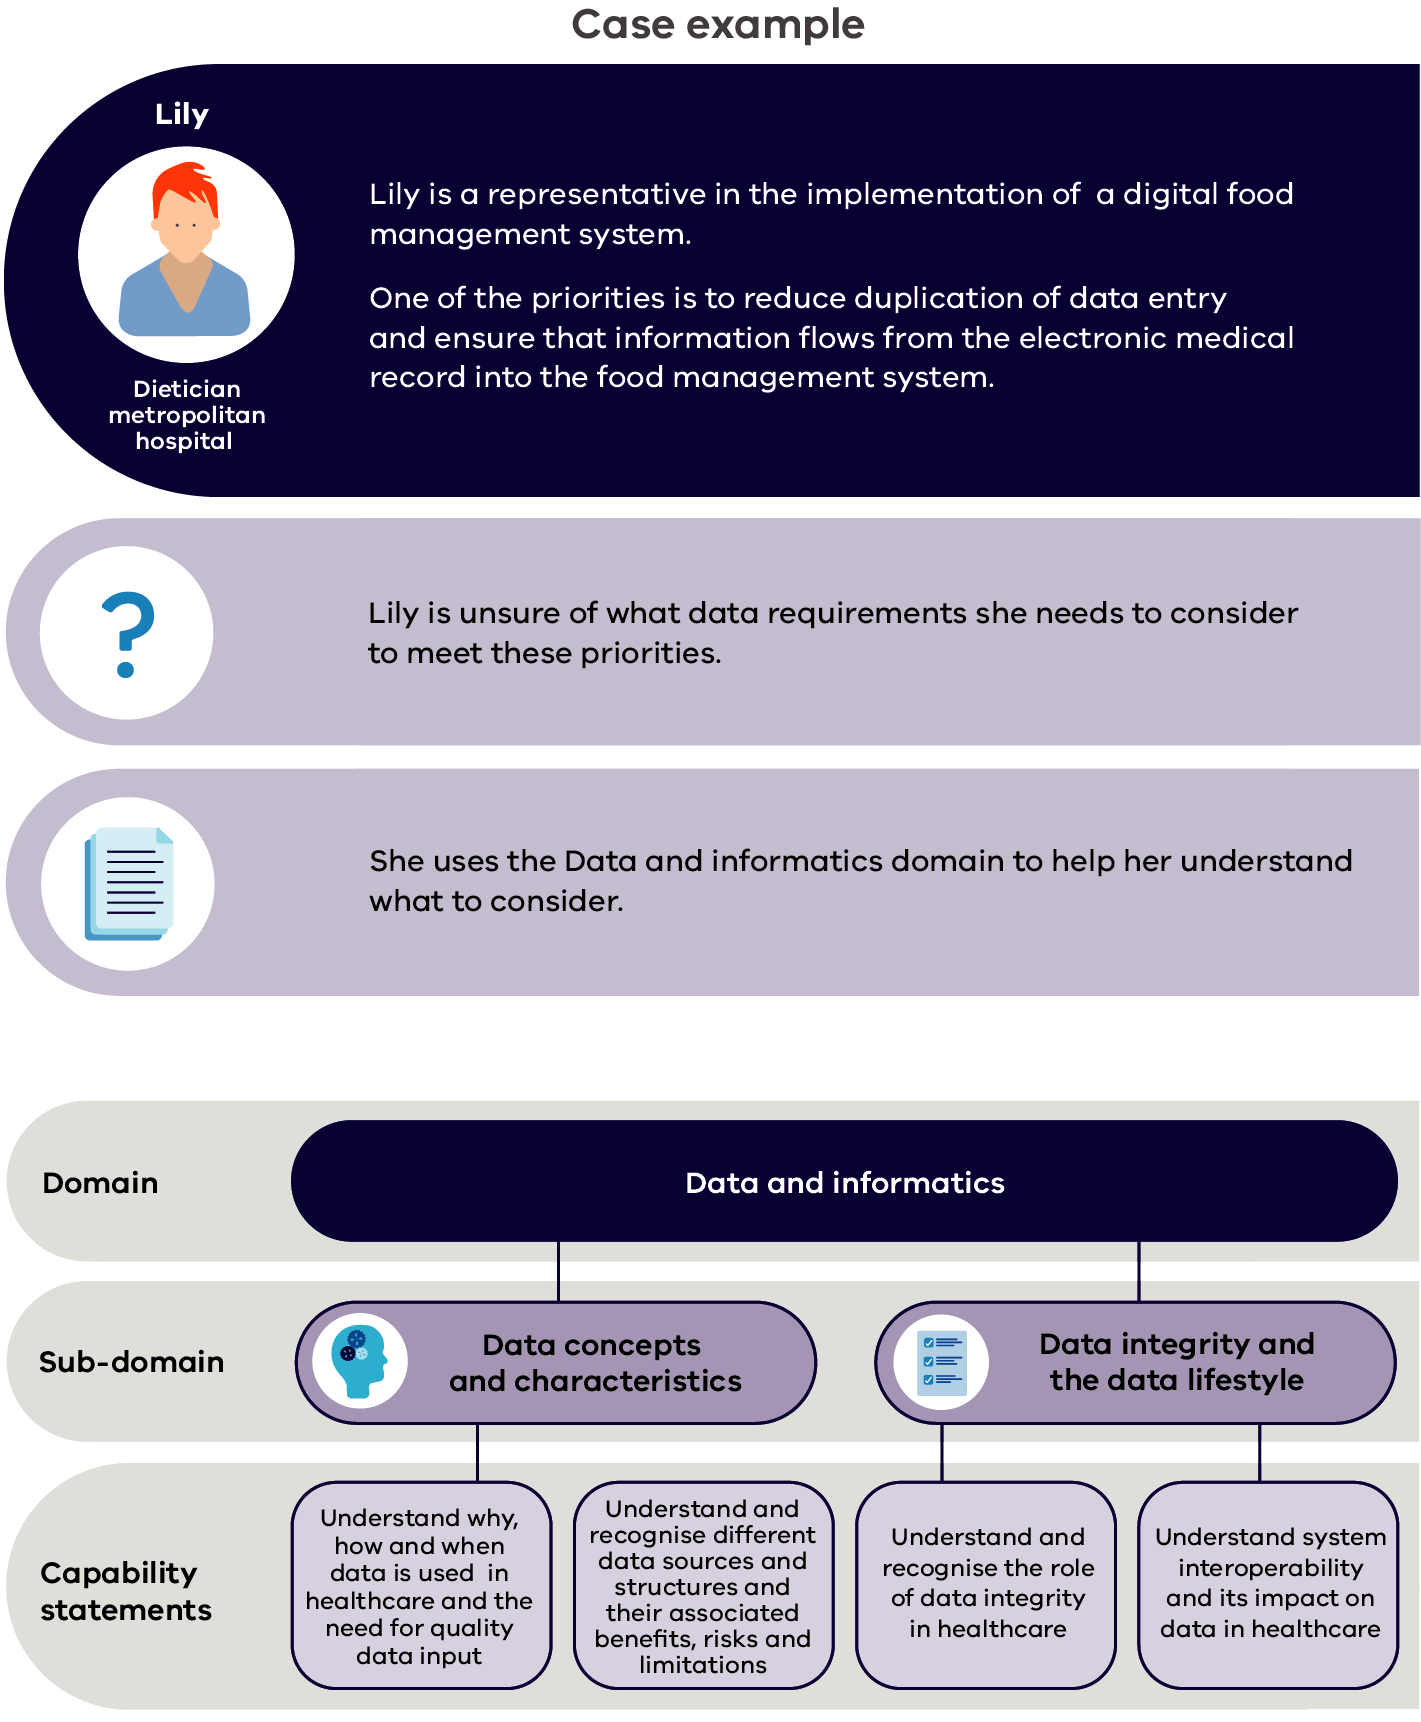 Case example
Lily
Dietician
metropolitan
hospital
Lily is a representative in the implementation of a digital food
management system.
One of the priorities is to reduce duplication of data entry
and ensure that information flows from the electronic medical
record into the food management system.
?
Lily is unsure of what data requirements she needs to consider
to meet these priorities.
She uses the Data and informatics domain to help her understand
what to consider.
Domain
Data and informatics
Sub-domain
Data concepts
and characteristics
Data integrity and
the data lifestyle
Capability
statements
Understand why,
how and when
data is used in
healthcare and the
need for quality
data input
Understand and
recognise different
data sources and
structures and
their associated
benefits, risks and
limitations
Understand and
recognise the role
of data integrity
in healthcare
Understand system
interoperability
and its impact on
data in healthcare